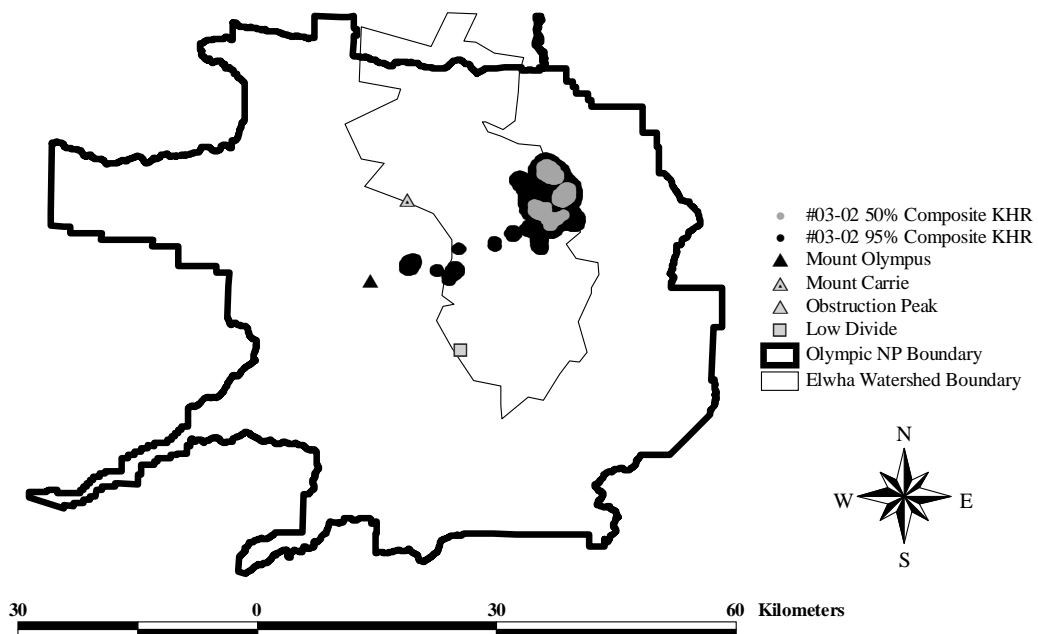 #03-02 50% Composite KHR
#03-02 95% Composite KHR
Mount Olympus
Mount Carrie
Obstruction Peak
Low Divide
Olympic NP Boundary
Elwha Watershed Boundary
N
W E
S
30 0 30 60 Kilometers